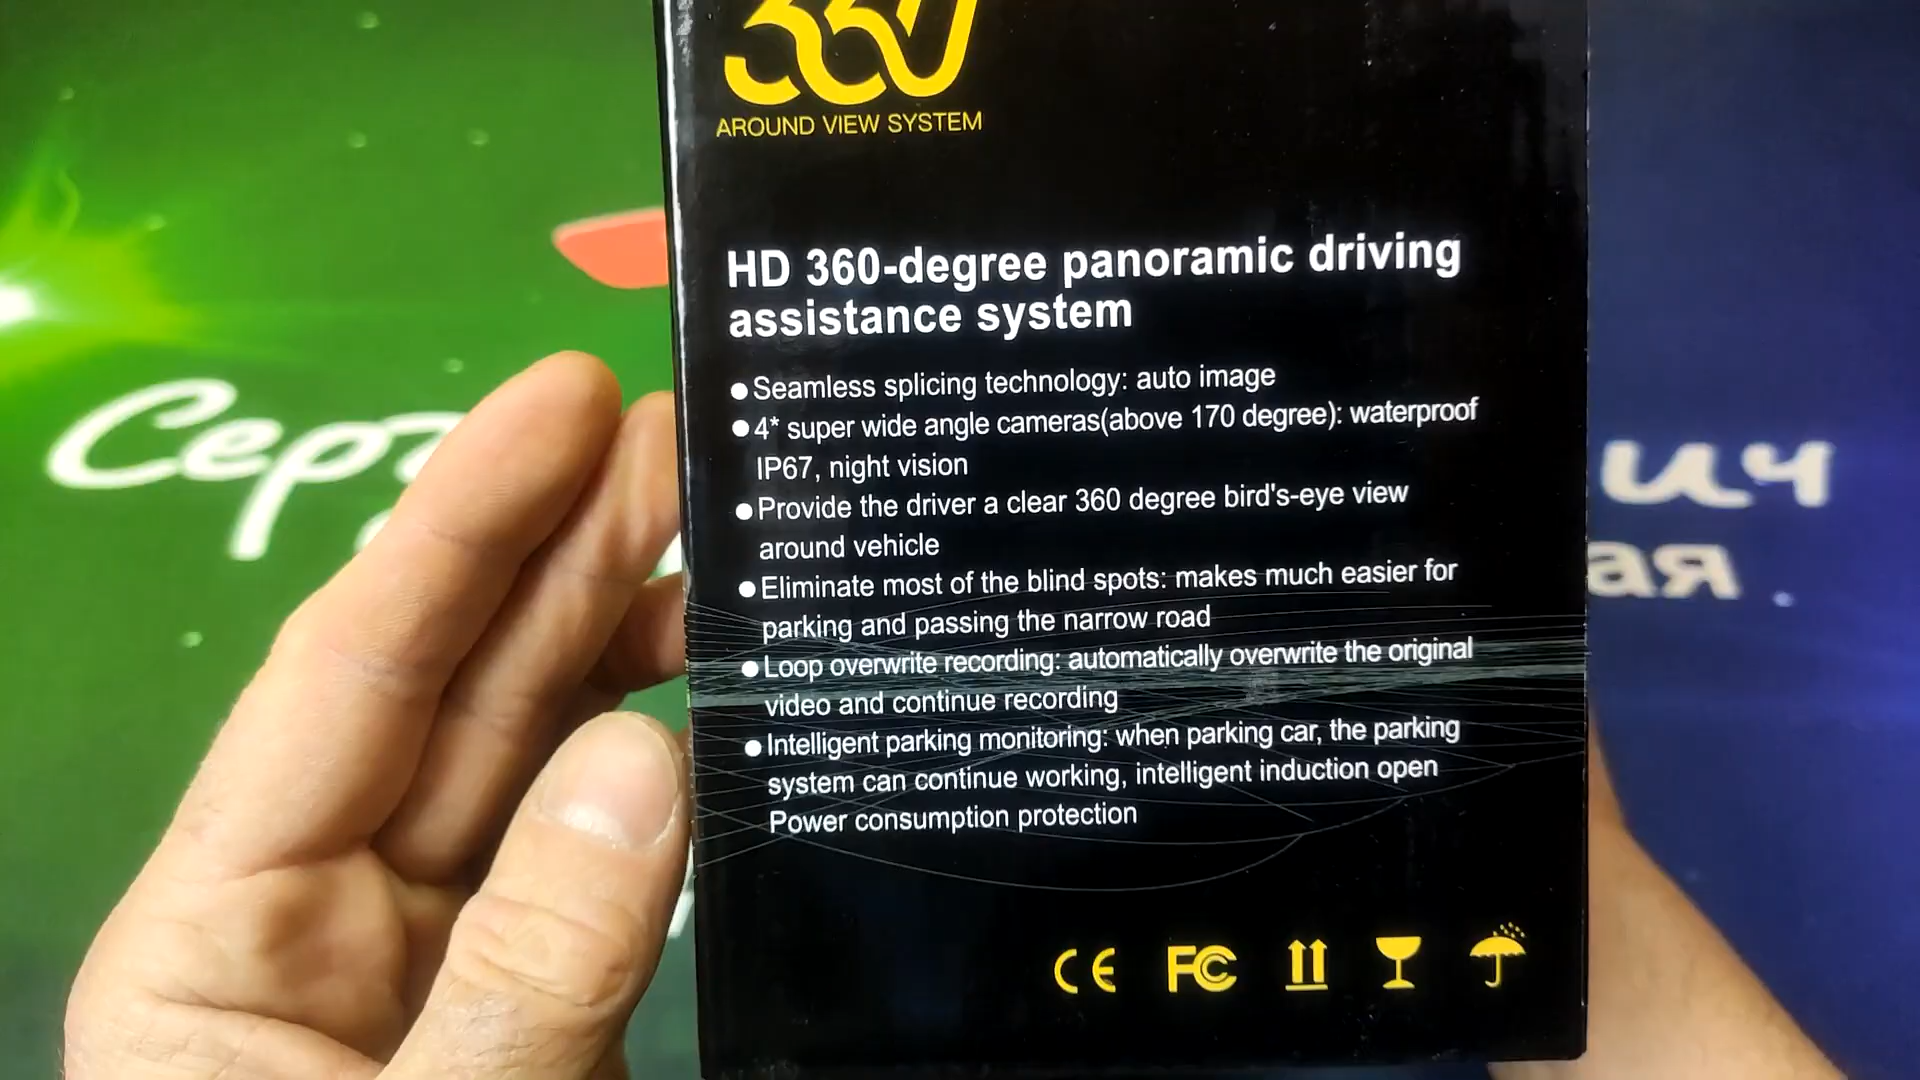 360
AROUND VIEW SYSTEM
HD 360-degree panoramic driving
assistance system
●Seamless splicing technology: auto image
●4* super wide angle cameras(above 170 degree): waterproof
IP67, night vision
●Provide the driver a clear 360 degree bird's-eye view
around vehicle
●Eliminate most of the blind spots: makes much easier for
parking and passing the narrow road
●Loop overwrite recording: automatically overwrite the original
video and continue recording
●Intelligent parking monitoring: when parking car, the parking
system can continue working, intelligent induction open
Power consumption protection
CE FC